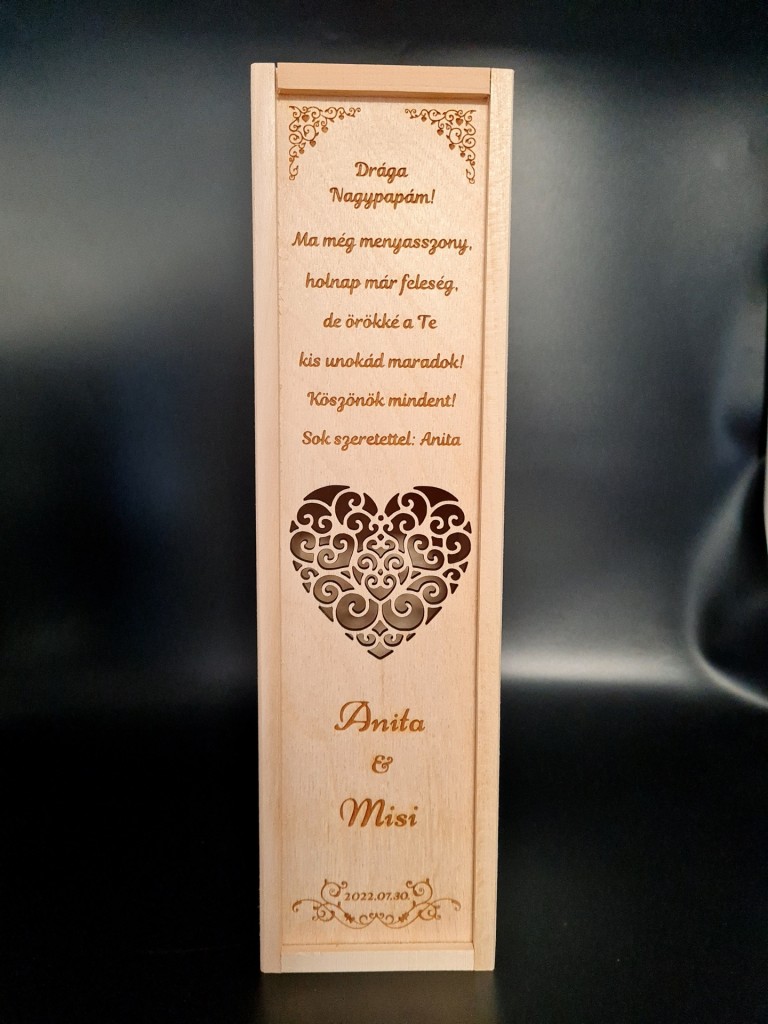 Drága
Nagypapám!
Ma még menyasszony,
holnap már feleség,
de örökké a Te
kis unokád maradok!
Köszönök mindent!
Sok szeretettel: Anita
Anita
&
Misi
2022.07.30.